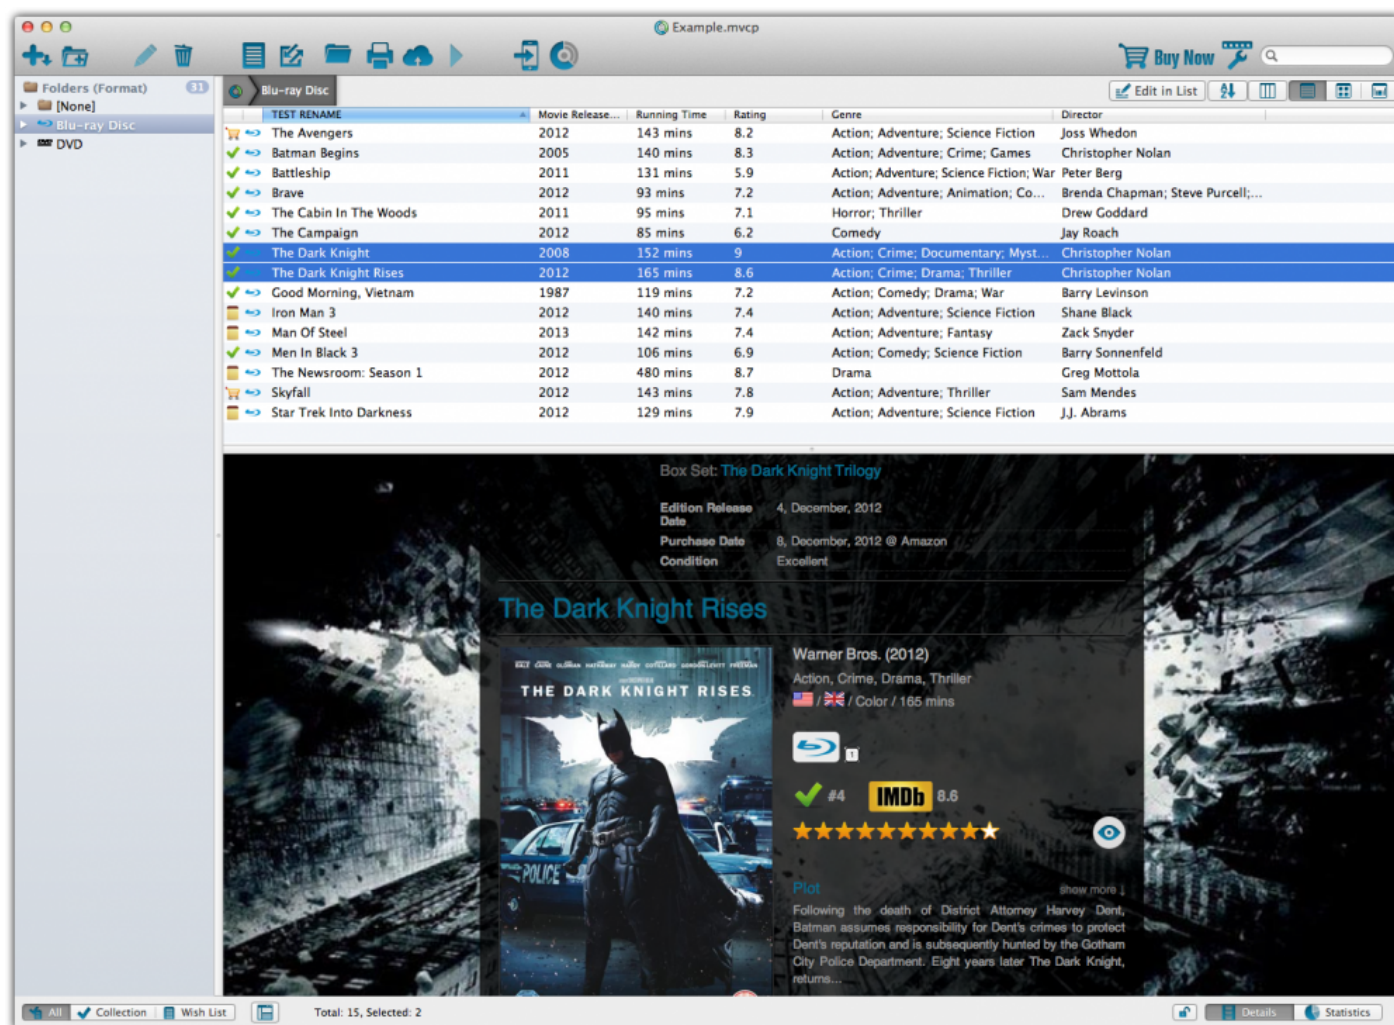 Example.mvcp
Buy Now
Folders (Format) 31
[None]
Blu-ray Disc
DVD
Blu-ray Disc
Edit in List
TEST RENAME Movie Release... Running Time Rating Genre Director
The Avengers 2012 143 mins 8.2 Action; Adventure; Science Fiction Joss Whedon
Batman Begins 2005 140 mins 8.3 Action; Adventure; Crime; Games Christopher Nolan
Battleship 2011 131 mins 5.9 Action; Adventure; Science Fiction; War Peter Berg
Brave 2012 93 mins 7.2 Action; Adventure; Animation; Co... Brenda Chapman; Steve Purcell;...
The Cabin In The Woods 2011 95 mins 7.1 Horror; Thriller Drew Goddard
The Campaign 2012 85 mins 6.2 Comedy Jay Roach
The Dark Knight 2008 152 mins 9 Action; Crime; Documentary; Myst... Christopher Nolan
The Dark Knight Rises 2012 165 mins 8.6 Action; Crime; Drama; Thriller Christopher Nolan
Good Morning, Vietnam 1987 119 mins 7.2 Action; Comedy; Drama; War Barry Levinson
Iron Man 3 2012 140 mins 7.4 Action; Adventure; Science Fiction Shane Black
Man Of Steel 2013 142 mins 7.4 Action; Adventure; Fantasy Zack Snyder
Men In Black 3 2012 106 mins 6.9 Action; Comedy; Science Fiction Barry Sonnenfeld
The Newsroom: Season 1 2012 480 mins 8.7 Drama Greg Mottola
Skyfall 2012 143 mins 7.8 Action; Adventure; Thriller Sam Mendes
Star Trek Into Darkness 2012 129 mins 7.9 Action; Adventure; Science Fiction J.J. Abrams
Box Set: The Dark Knight Trilogy
Edition Release Date 4, December, 2012
Purchase Date 8, December, 2012 @ Amazon
Condition Excellent
The Dark Knight Rises
BALE CAINE OLDMAN HATHAWAY HARDY COTILLARD GORDON-LEVITT FREEMAN
THE DARK KNIGHT RISES
POLICE
Warner Bros. (2012)
Action, Crime, Drama, Thriller
/ / Color / 165 mins
1
#4 IMDb 8.6
Plot show more ↓
Following the death of District Attorney Harvey Dent,
Batman assumes responsibility for Dent's crimes to protect
Dent's reputation and is subsequently hunted by the Gotham
City Police Department. Eight years later The Dark Knight,
returns...
All Collection Wish List Total: 15, Selected: 2 Details Statistics